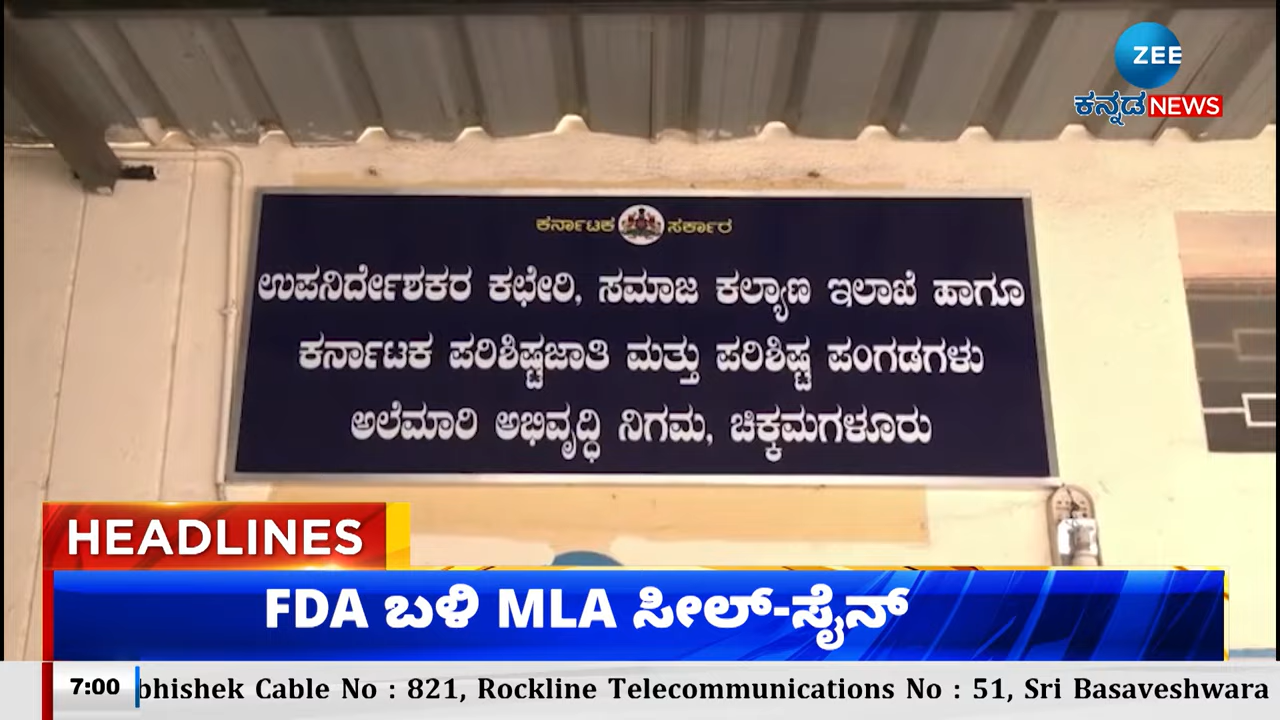 ZEE
ಕನ್ನಡ NEWS
ಕರ್ನಾಟಕ ಸರ್ಕಾರ
ಉಪನಿರ್ದೇಶಕರ ಕಛೇರಿ, ಸಮಾಜ ಕಲ್ಯಾಣ ಇಲಾಖೆ ಹಾಗೂ
ಕರ್ನಾಟಕ ಪರಿಶಿಷ್ಟಜಾತಿ ಮತ್ತು ಪರಿಶಿಷ್ಟ ಪಂಗಡಗಳು
ಅಲೆಮಾರಿ ಅಭಿವೃದ್ಧಿ ನಿಗಮ, ಚಿಕ್ಕಮಗಳೂರು
HEADLINES
FDA ಬಳಿ MLA ಸೀಲ್-ಸೈನ್
7:00 bhishek Cable No : 821, Rockline Telecommunications No : 51, Sri Basaveshwara